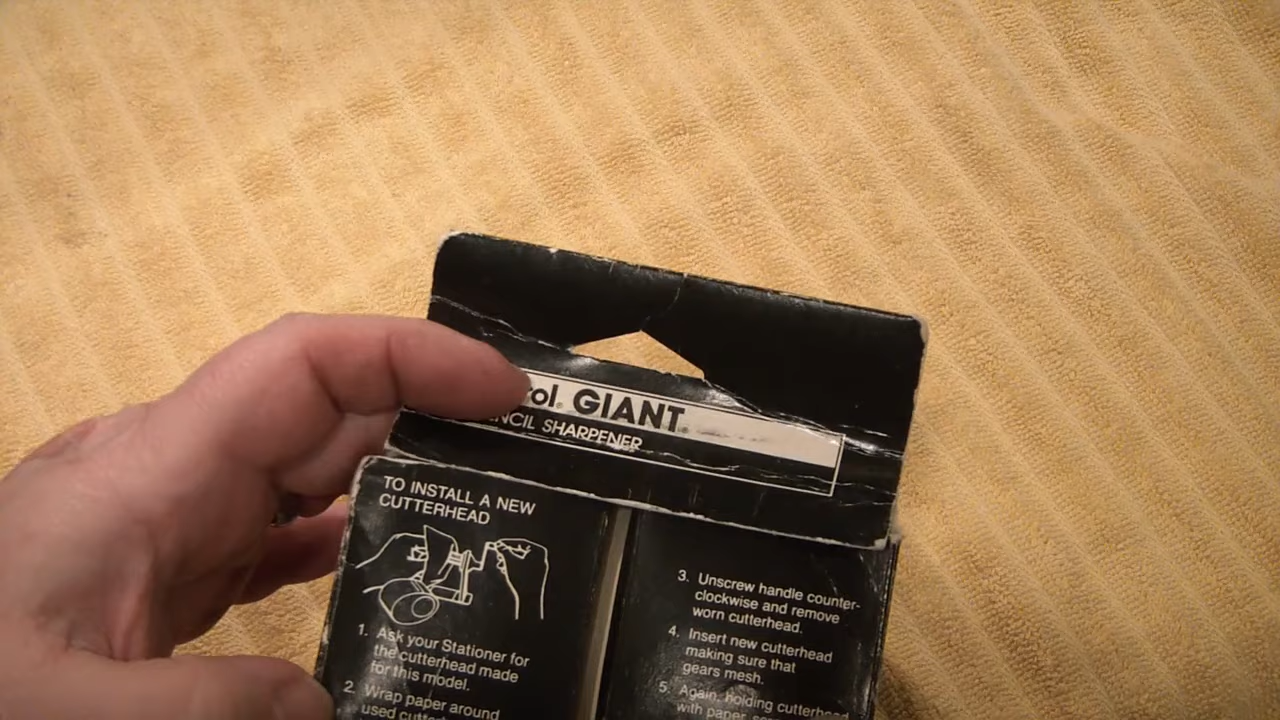 rol® GIANT®
NCIL SHARPENER
TO INSTALL A NEW
CUTTERHEAD
1. Ask your Stationer for
the cutterhead made
for this model.
2. Wrap paper around
used
3. Unscrew handle counter-
clockwise and remove
worn cutterhead.
4. Insert new cutterhead
making sure that
gears mesh.
5. Again, holding cutterhead
with paper,